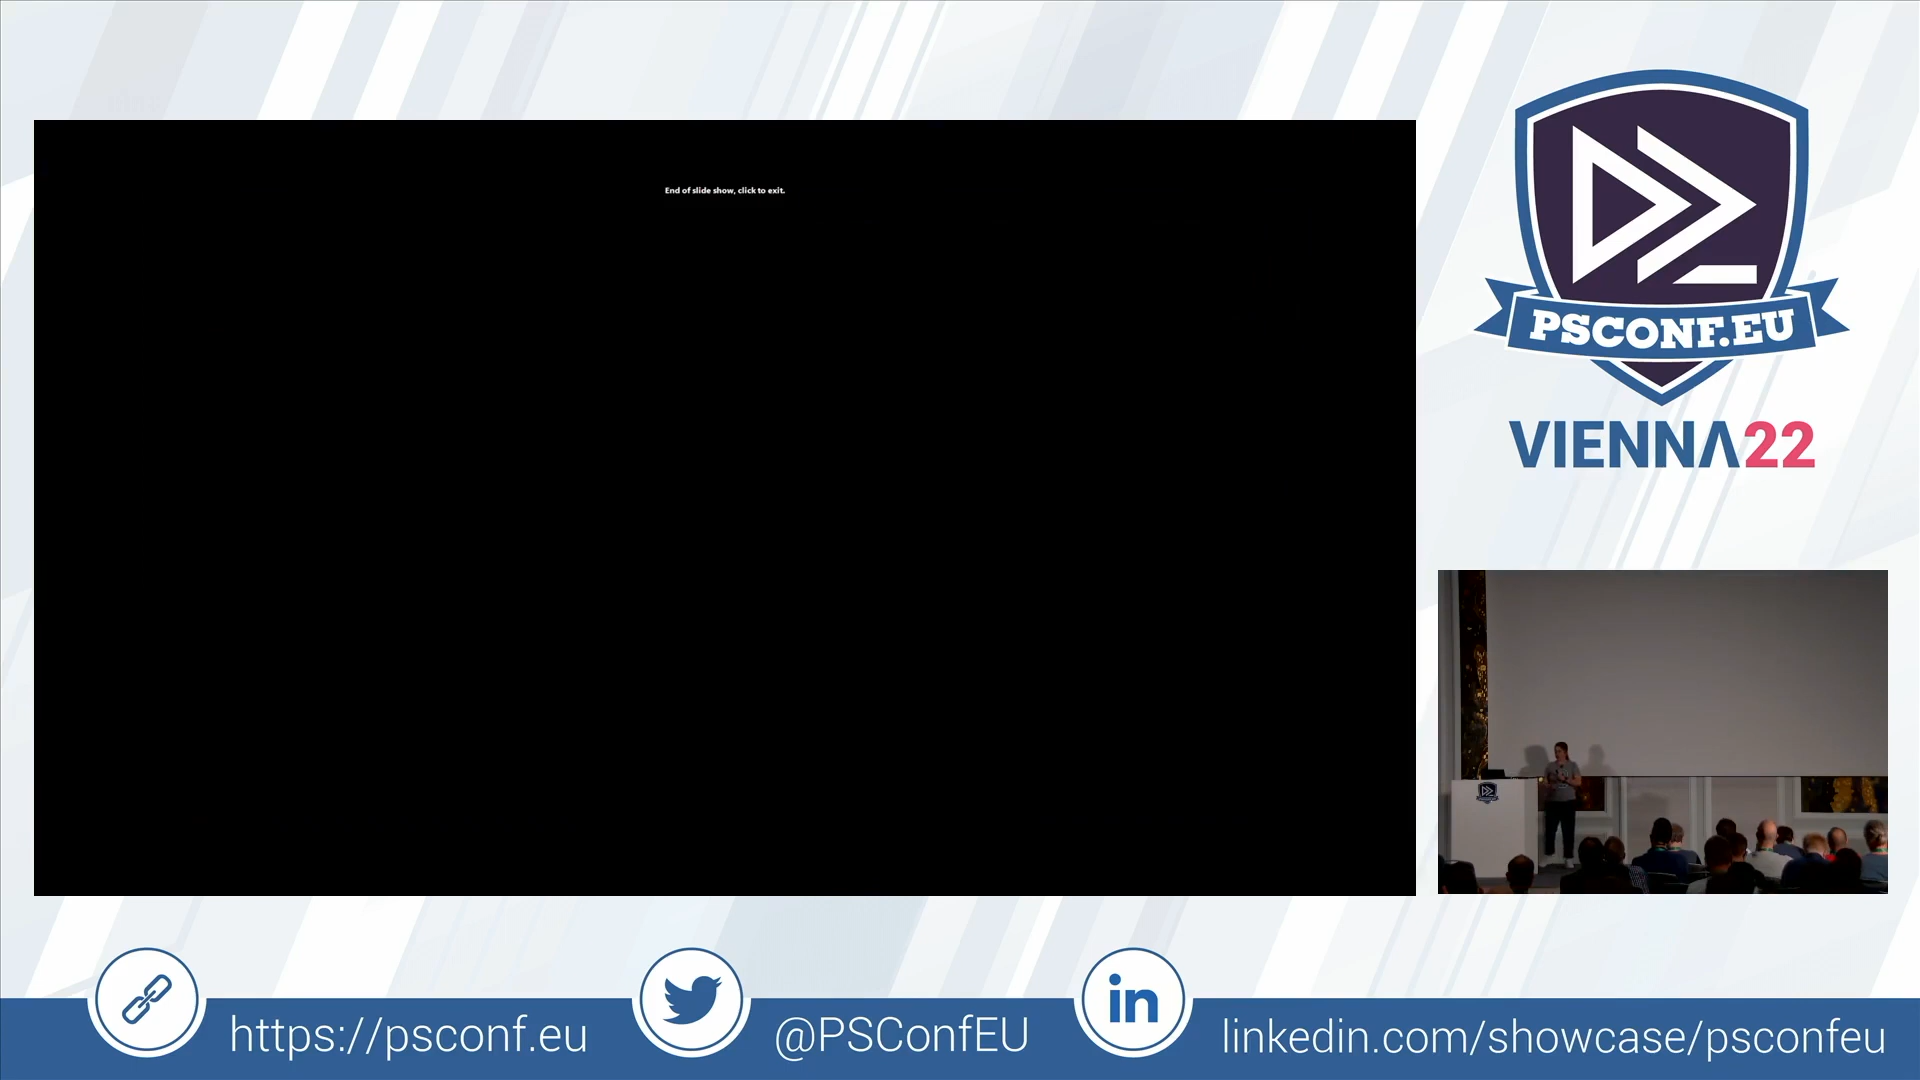 End of slide show, click to exit.
PSCONF.EU
VIENNA22
https://psconf.eu
@PSConfEU
in
linkedin.com/showcase/psconfeu